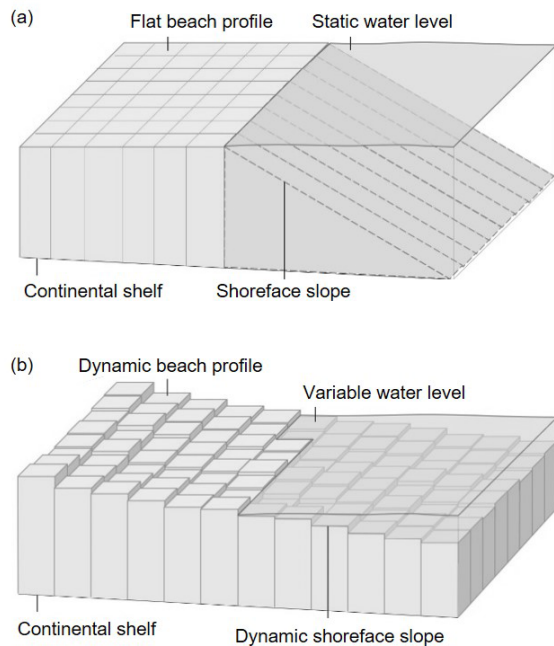 (a)
Flat beach profile
Static water level
Continental shelf
Shoreface slope
(b)
Dynamic beach profile
Variable water level
Continental shelf
Dynamic shoreface slope